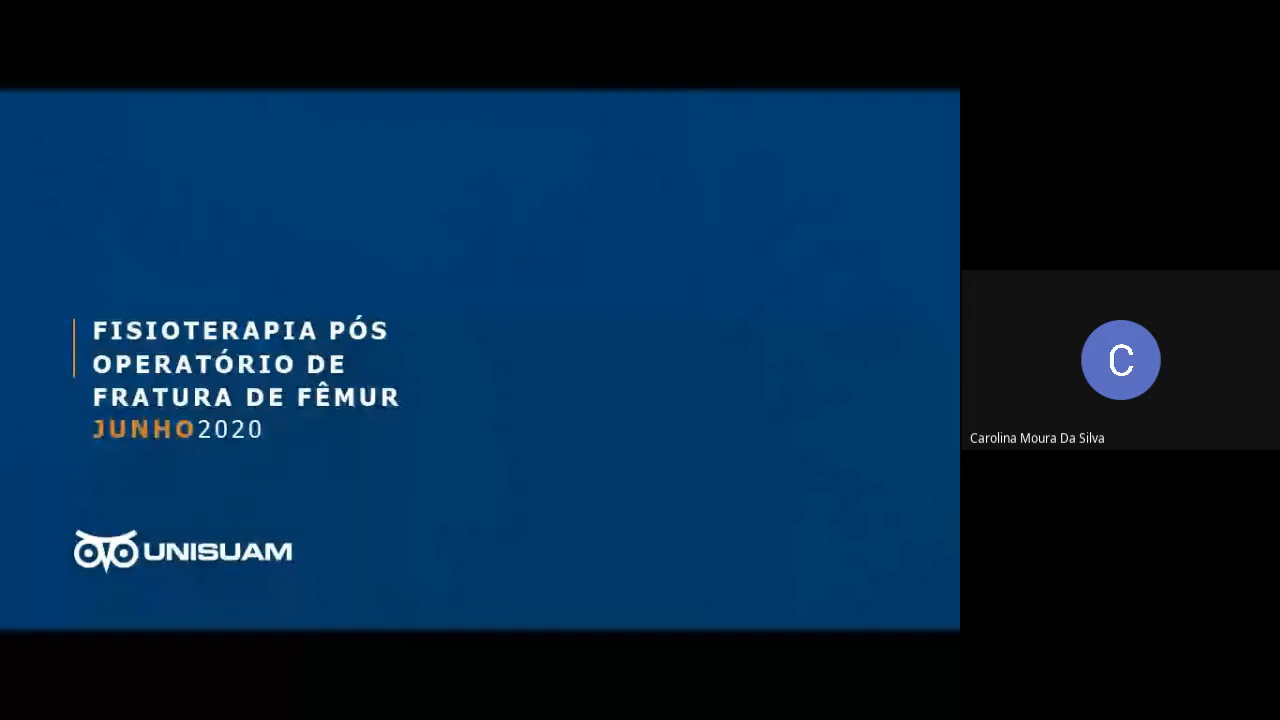 FISIOTERAPIA PÓS
OPERATÓRIO DE
FRATURA DE FÊMUR
JUNHO2020
UNISUAM
C
Carolina Moura Da Silva